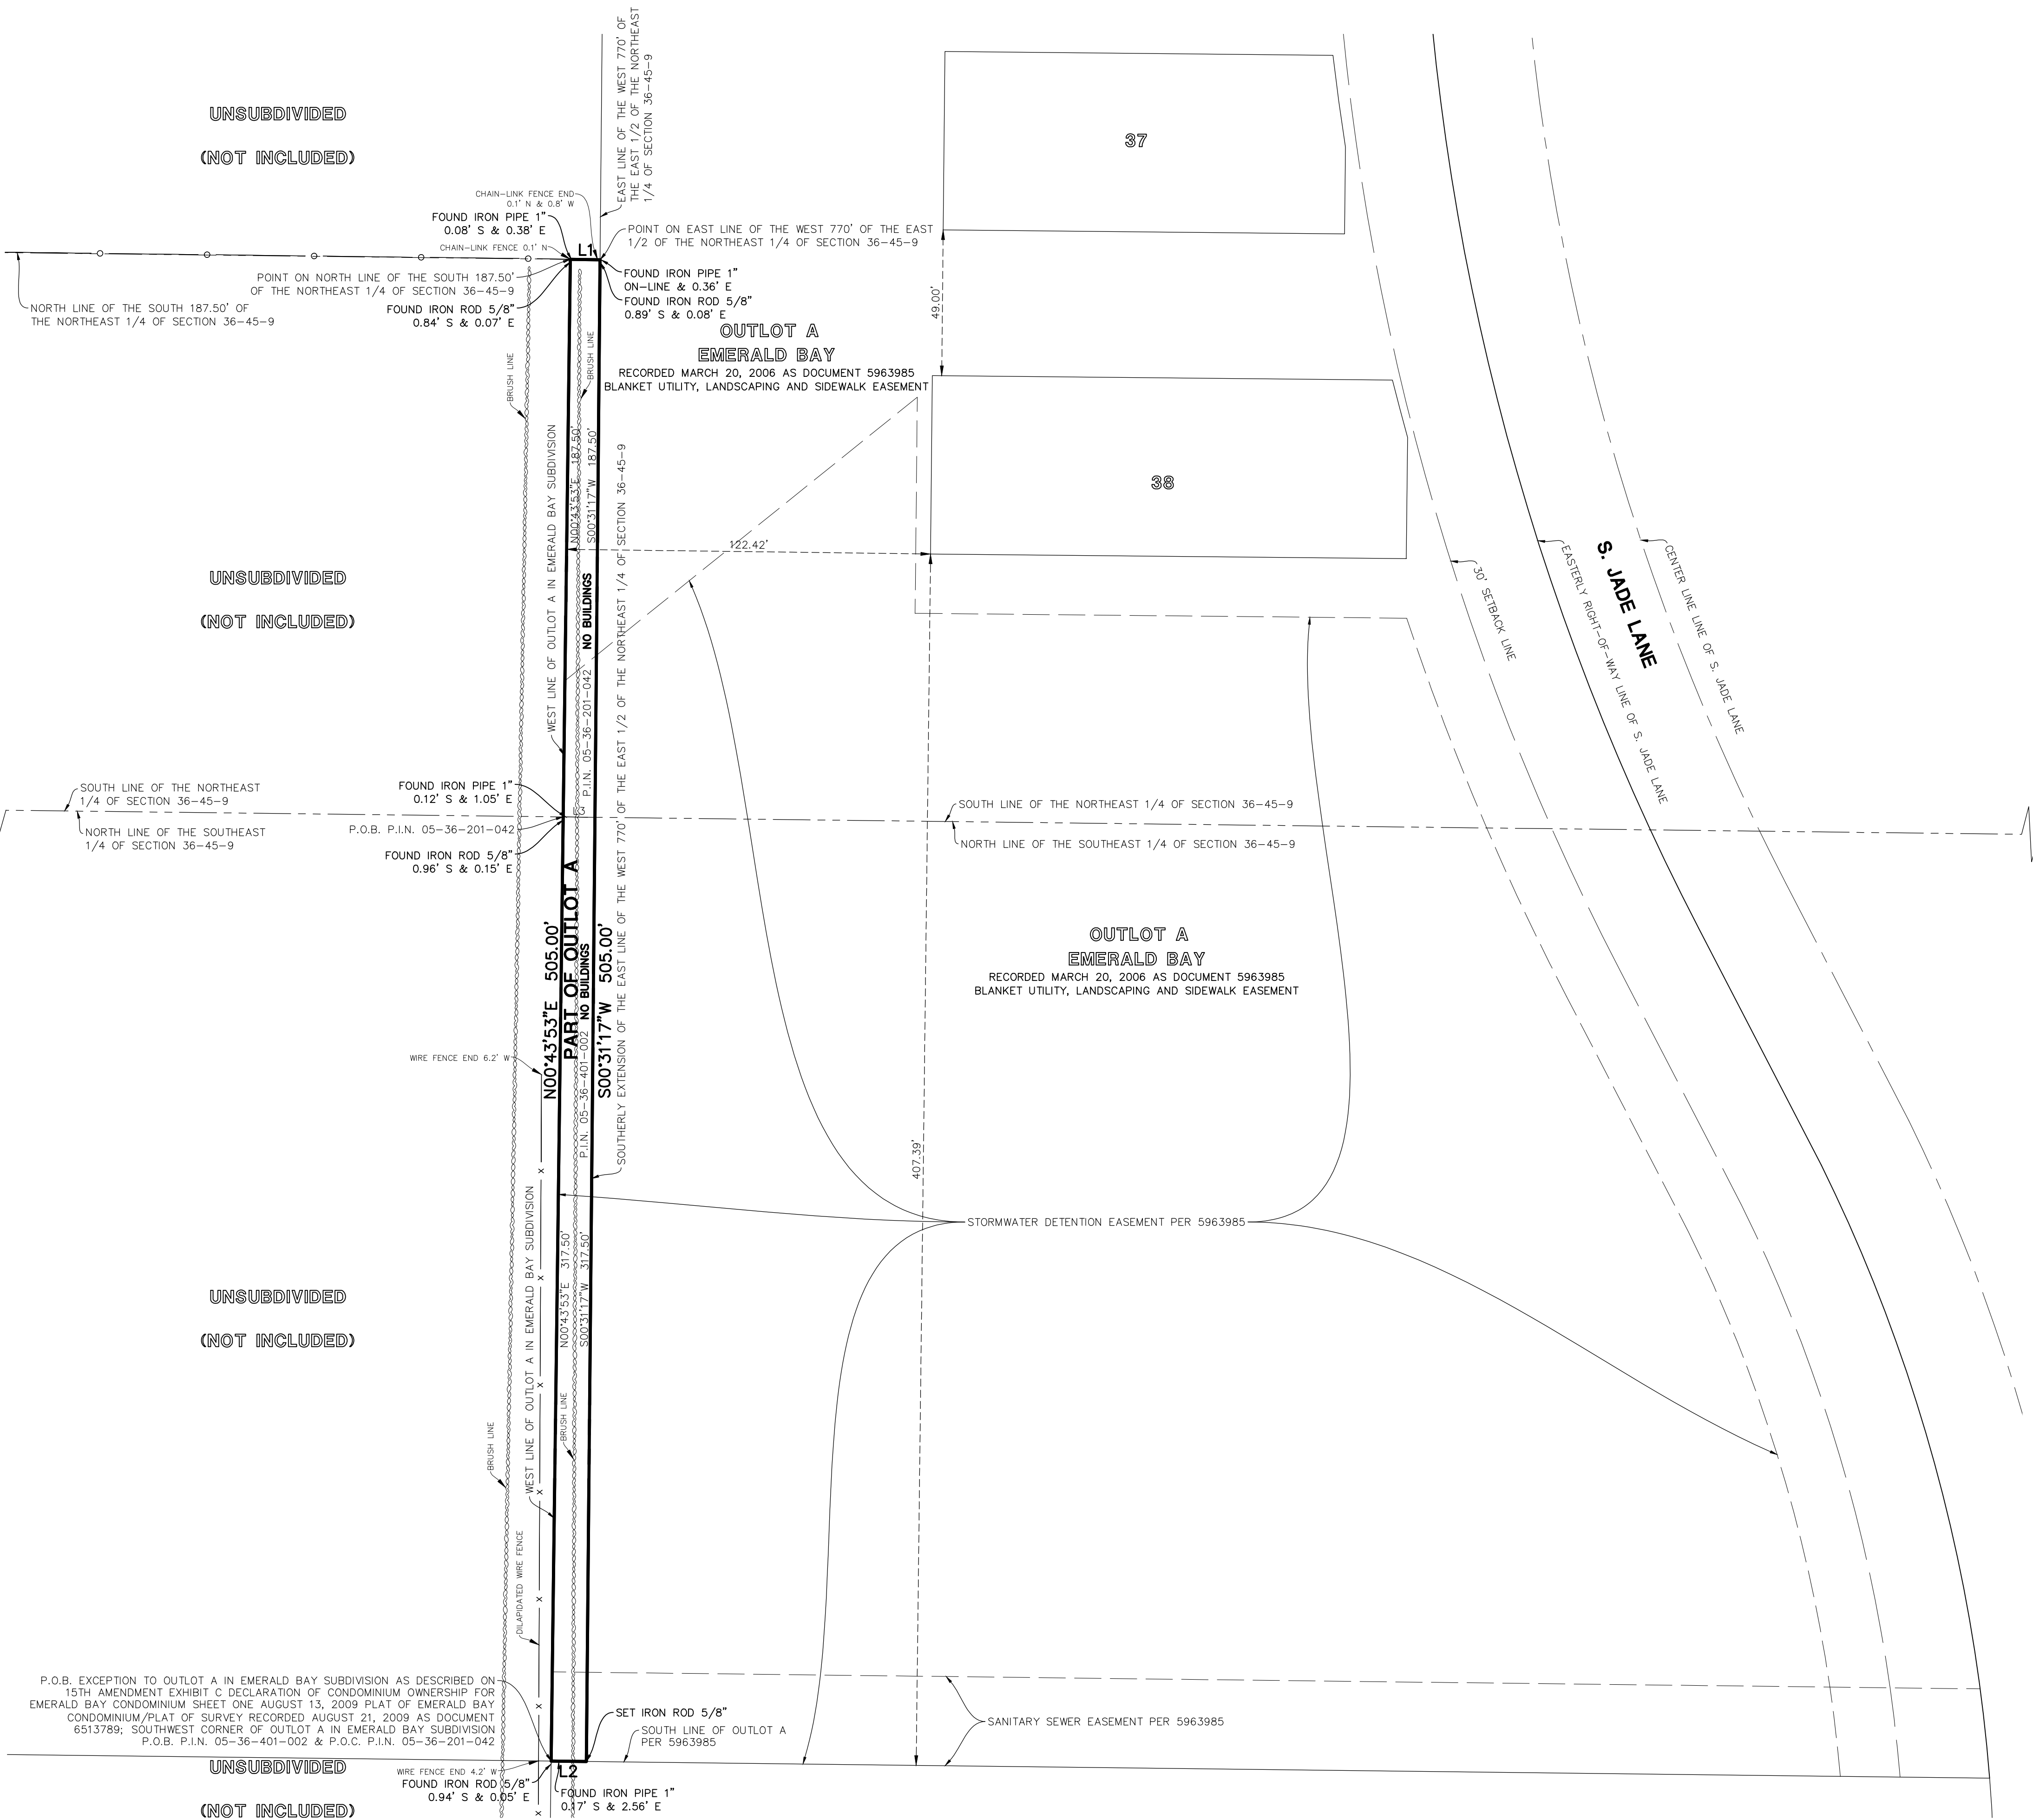 EAST LINE OF THE WEST 770' OF
THE EAST 1/2 OF THE NORTHEAST
1/4 OF SECTION 36-45-9
UNSUBDIVIDED
(NOT INCLUDED)
37
CHAIN-LINK FENCE END
0.1' N & 0.8' W
FOUND IRON PIPE 1"
0.08' S & 0.38' E
CHAIN-LINK FENCE 0.1' N
L1
POINT ON EAST LINE OF THE WEST 770' OF THE EAST
1/2 OF THE NORTHEAST 1/4 OF SECTION 36-45-9
POINT ON NORTH LINE OF THE SOUTH 187.50'
OF THE NORTHEAST 1/4 OF SECTION 36-45-9
FOUND IRON PIPE 1"
ON-LINE & 0.36' E
FOUND IRON ROD 5/8"
0.89' S & 0.08' E
NORTH LINE OF THE SOUTH 187.50' OF
THE NORTHEAST 1/4 OF SECTION 36-45-9
FOUND IRON ROD 5/8"
0.84' S & 0.07' E
49.00'
OUTLOT A
EMERALD BAY
RECORDED MARCH 20, 2006 AS DOCUMENT 5963985
BLANKET UTILITY, LANDSCAPING AND SIDEWALK EASEMENT
BRUSH LINE
BRUSH LINE
WEST LINE OF OUTLOT A IN EMERALD BAY SUBDIVISION
N00°43'53"E 187.50'
S00°31'17"W 187.50'
38
122.42'
UNSUBDIVIDED
(NOT INCLUDED)
NO BUILDINGS
P.I.N. 05-36-201-042
30' SETBACK LINE
EASTERLY RIGHT-OF-WAY LINE OF S. JADE LANE
S. JADE LANE
CENTER LINE LINE OF S. JADE LANE
SOUTH LINE OF THE NORTHEAST
1/4 OF SECTION 36-45-9
FOUND IRON PIPE 1"
0.12' S & 1.05' E
L3
SOUTH LINE OF THE NORTHEAST 1/4 OF SECTION 36-45-9
NORTH LINE OF THE SOUTHEAST
1/4 OF SECTION 36-45-9
P.O.B. P.I.N. 05-36-201-042
NORTH LINE OF THE SOUTHEAST 1/4 OF SECTION 36-45-9
FOUND IRON ROD 5/8"
0.96' S & 0.15' E
N00°43'53"E 505.00'
PART OF OUTLOT A
P.I.N. 05-36-401-002
NO BUILDINGS
S00°31'17"W 505.00'
SOUTHERLY EXTENSION OF THE EAST LINE OF THE WEST 770' OF THE EAST 1/2 OF THE NORTHEAST 1/4 OF SECTION 36-45-9
OUTLOT A
EMERALD BAY
RECORDED MARCH 20, 2006 AS DOCUMENT 5963985
BLANKET UTILITY, LANDSCAPING AND SIDEWALK EASEMENT
WIRE FENCE END 6.2' W
407.39'
STORMWATER DETENTION EASEMENT PER 5963985
UNSUBDIVIDED
(NOT INCLUDED)
WEST LINE OF OUTLOT A IN EMERALD BAY SUBDIVISION
N00°43'53"E 317.50'
S00°31'17"W 317.50'
BRUSH LINE
BRUSH LINE
DILAPIDATED WIRE FENCE
P.O.B. EXCEPTION TO OUTLOT A IN EMERALD BAY SUBDIVISION AS DESCRIBED ON
15TH AMENDMENT EXHIBIT C DECLARATION OF CONDOMINIUM OWNERSHIP FOR
EMERALD BAY CONDOMINIUM SHEET ONE AUGUST 13, 2009 PLAT OF EMERALD BAY
CONDOMINIUM/PLAT OF SURVEY RECORDED AUGUST 21, 2009 AS DOCUMENT
6513789; SOUTHWEST CORNER OF OUTLOT A IN EMERALD BAY SUBDIVISION
P.O.B. P.I.N. 05-36-401-002 & P.O.C. P.I.N. 05-36-201-042
SET IRON ROD 5/8"
SOUTH LINE OF OUTLOT A
PER 5963985
SANITARY SEWER EASEMENT PER 5963985
UNSUBDIVIDED
(NOT INCLUDED)
WIRE FENCE END 4.2' W
FOUND IRON ROD 5/8"
0.94' S & 0.05' E
L2
FOUND IRON PIPE 1"
0.17' S & 2.56' E